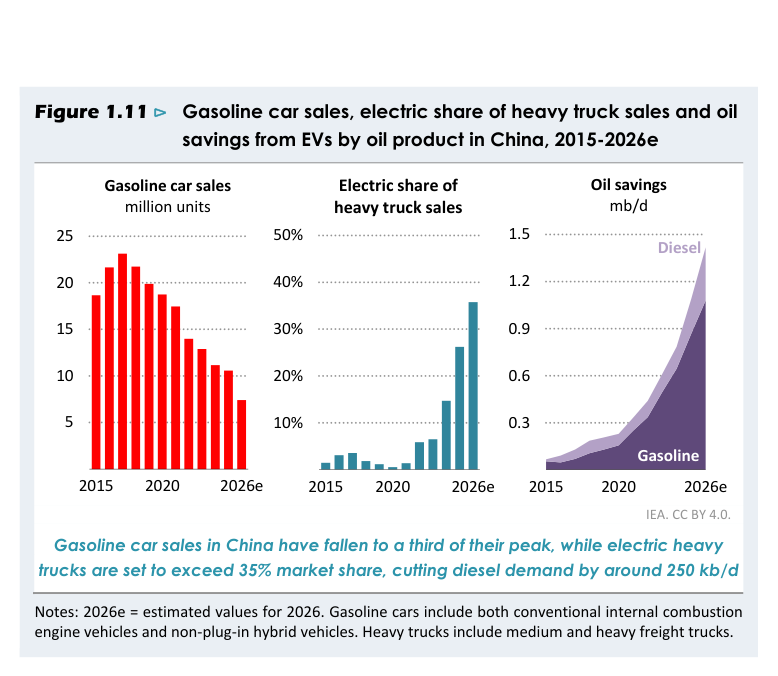 Figure 1.11 ⊳ Gasoline car sales, electric share of heavy truck sales and oil
savings from EVs by oil product in China, 2015-2026e
Gasoline car sales
million units
25
20
15
10
5
2015 2020 2026e
Electric share of
heavy truck sales
50%
40%
30%
20%
10%
2015 2020 2026e
Oil savings
mb/d
1.5
1.2
0.9
0.6
0.3
Diesel
Gasoline
2015 2020 2026e
IEA. CC BY 4.0.
Gasoline car sales in China have fallen to a third of their peak, while electric heavy
trucks are set to exceed 35% market share, cutting diesel demand by around 250 kb/d
Notes: 2026e = estimated values for 2026. Gasoline cars include both conventional internal combustion
engine vehicles and non-plug-in hybrid vehicles. Heavy trucks include medium and heavy freight trucks.